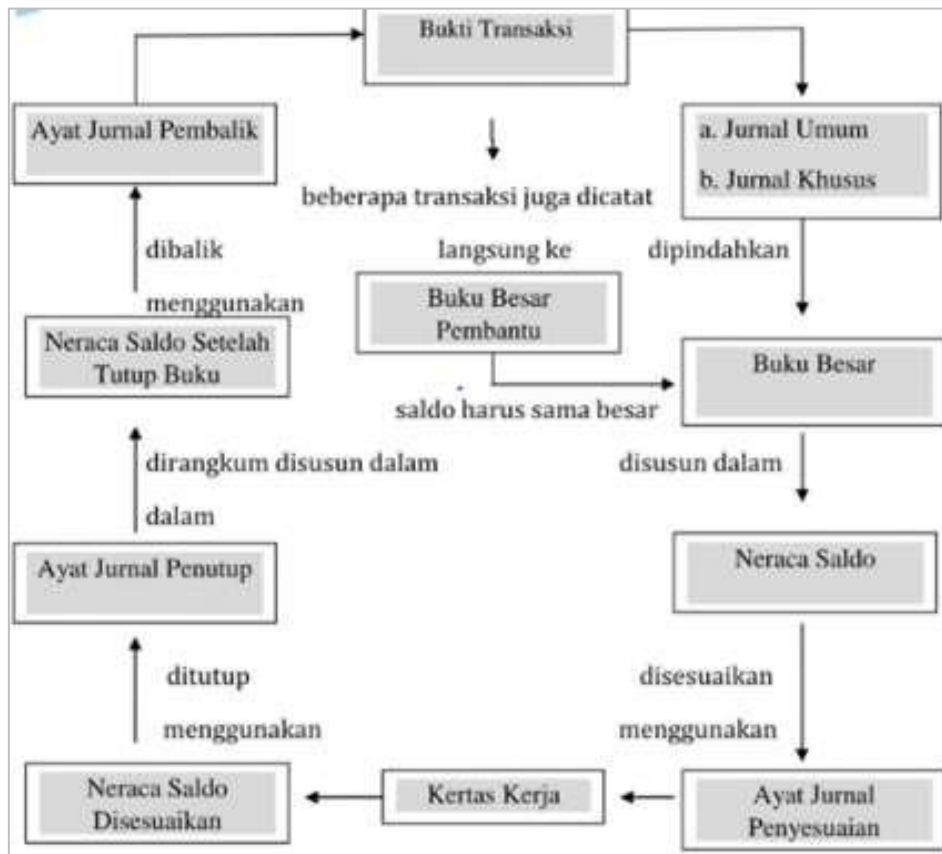 Bukti Transaksi
Ayat Jurnal Pembalik
a. Jurnal Umum
b. Jurnal Khusus
beberapa transaksi juga dicatat
langsung ke
dibalik
menggunakan
dipindahkan
Buku Besar
Pembantu
Neraca Saldo Setelah
Tutup Buku
Buku Besar
saldo harus sama besar
dirangkum disusun dalam
dalam
disusun dalam
Ayat Jurnal Penutup
Neraca Saldo
ditutup
menggunakan
disesuaikan
menggunakan
Neraca Saldo
Disesuaikan
Kertas Kerja
Ayat Jurnal
Penyesuaian